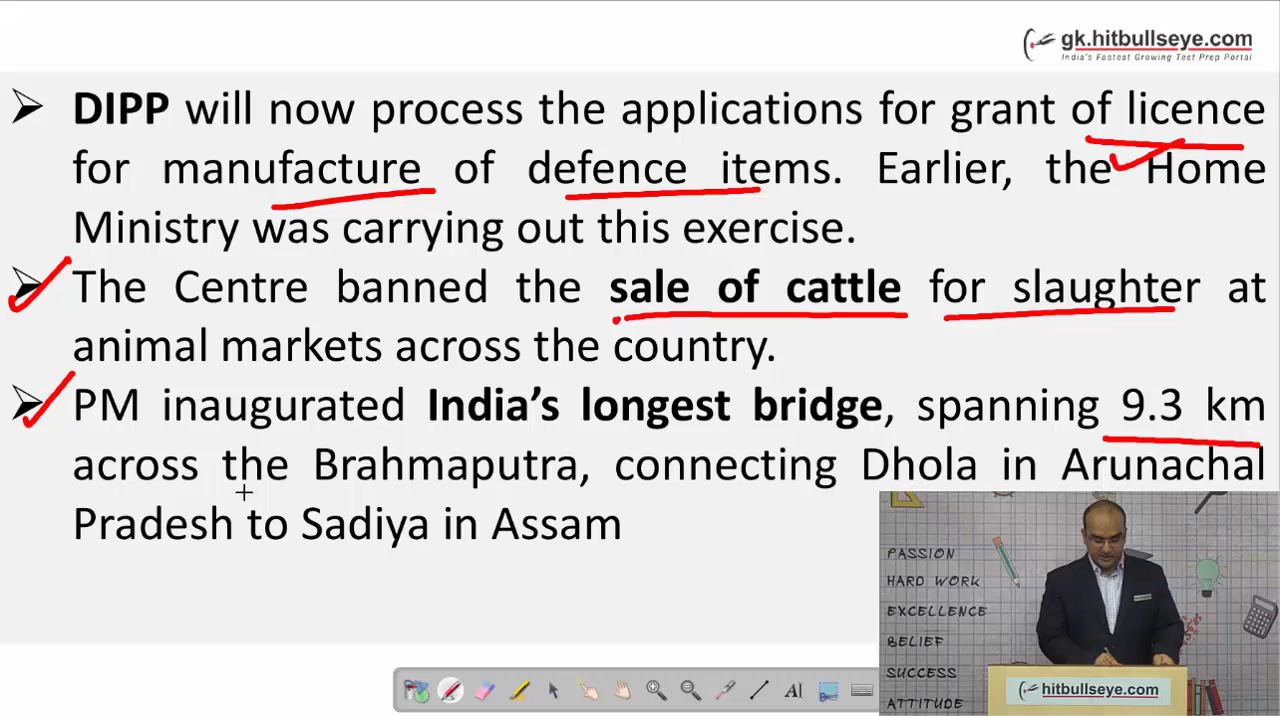 gk.hitbullseye.com
India's Fastest Growing Test Prep Portal
DIPP will now process the applications for grant of licence
for manufacture of defence items. Earlier, the Home
Ministry was carrying out this exercise.
The Centre banned the sale of cattle for slaughter at
animal markets across the country.
PM inaugurated India's longest bridge, spanning 9.3 km
across the Brahmaputra, connecting Dhola in Arunachal
Pradesh to Sadiya in Assam
PASSION
HARD WORK
EXCELLENCE
BELIEF
SUCCESS
ATTITUDE
hitbullseye.com
A